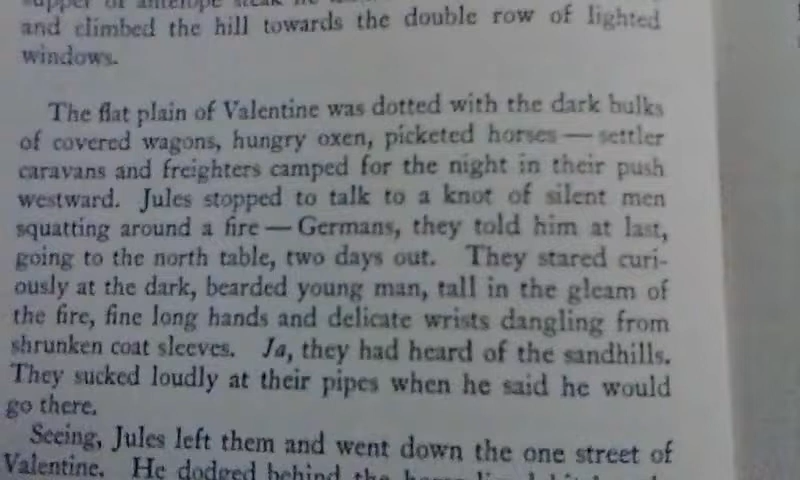 supper of antelope steak he
and climbed the hill towards the double row of lighted
windows.
The flat plain of Valentine was dotted with the dark bulks
of covered wagons, hungry oxen, picketed horses — settler
caravans and freighters camped for the night in their push
westward. Jules stopped to talk to a knot of silent men
squatting around a fire — Germans, they told him at last,
going to the north table, two days out. They stared curi-
ously at the dark, bearded young man, tall in the gleam of
the fire, fine long hands and delicate wrists dangling from
shrunken coat sleeves. Ja, they had heard of the sandhills.
They sucked loudly at their pipes when he said he would
go there.
Seeing, Jules left them and went down the one street of
Valentine. He dodged behind the